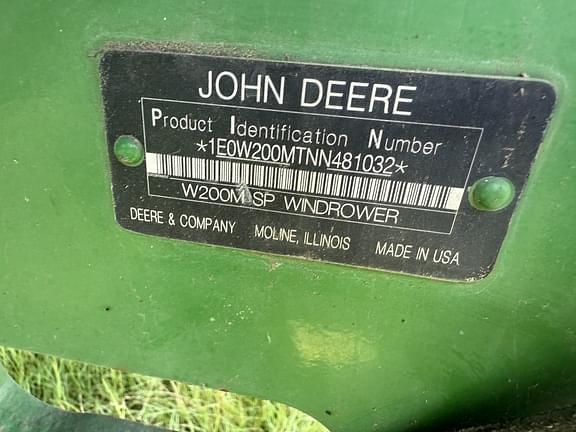 JOHN DEERE
Product Identification Number
*1E0W200MTNN481032*
W200M SP WINDROWER
DEERE & COMPANY MOLINE, ILLINOIS MADE IN USA